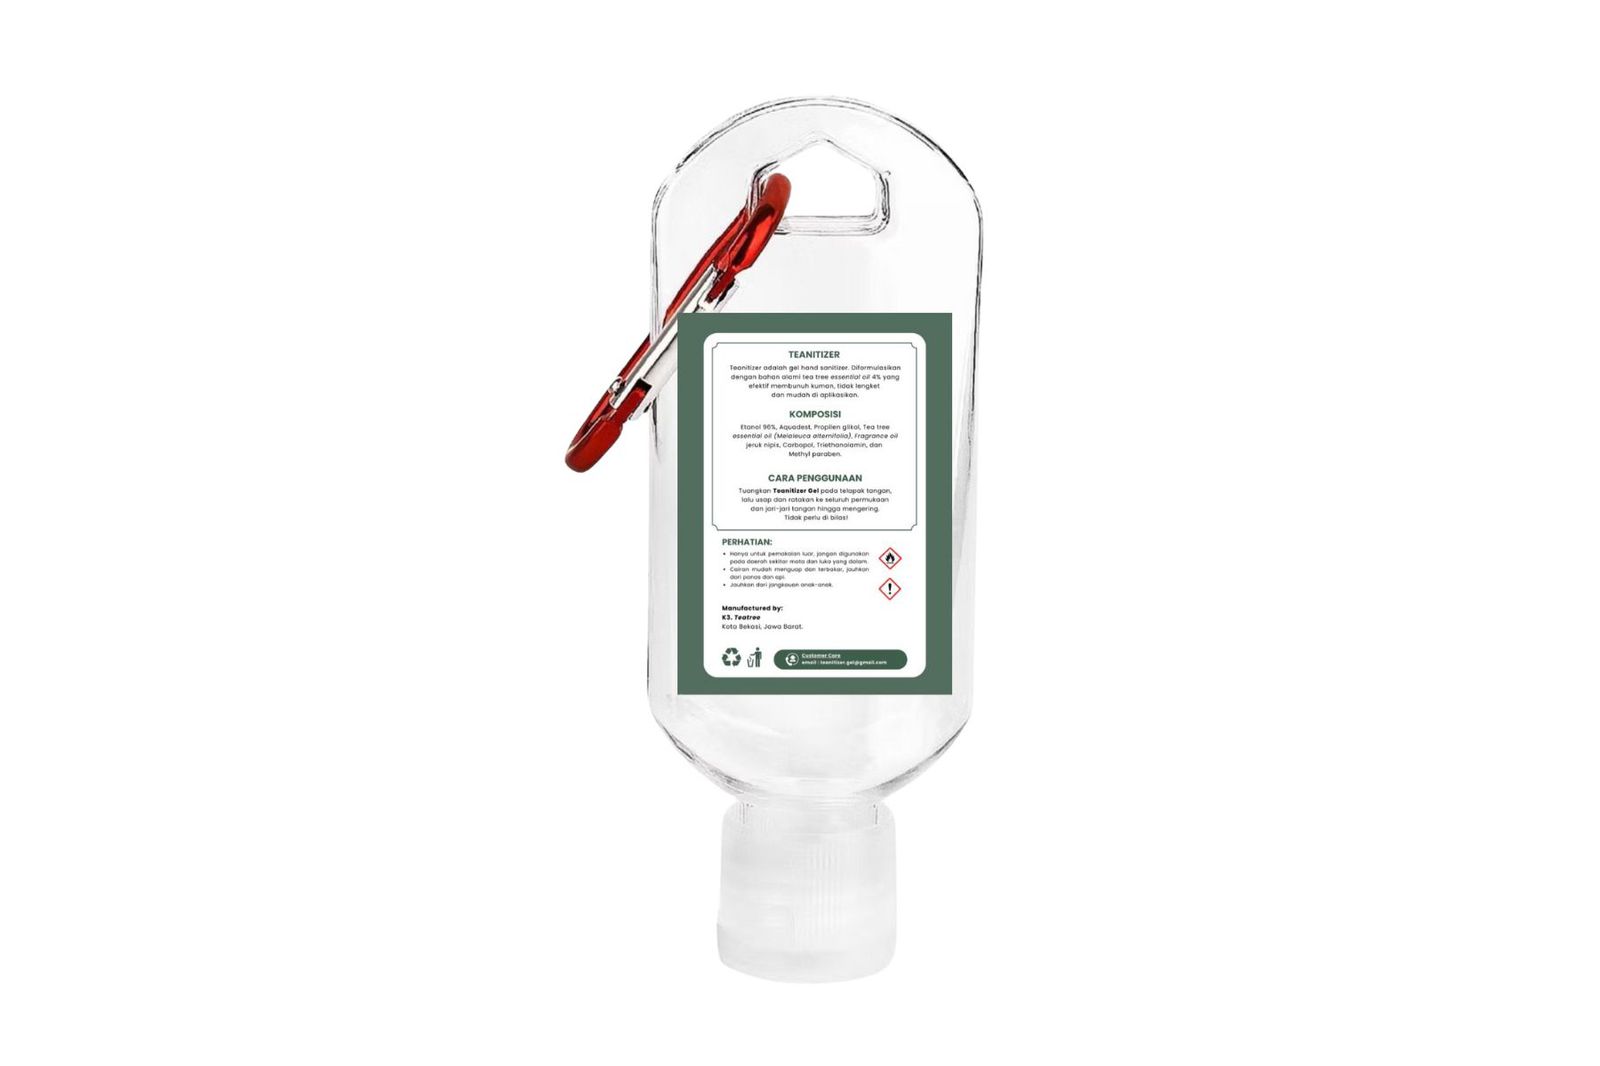 TEANITIZER
Teanitizer adalah gel hand sanitizer. Diformulasikan
dengan bahan alami tea tree essential oil 4% yang
efektif membunuh kuman, tidak lengket
dan mudah di aplikasikan.
KOMPOSISI
Etanol 96%, Aquadest, Propilen glikol, Tea tree
essential oil (Melaleuca alternifolia), Fragrance oil
jeruk nipis, Carbopol, Triethanolamin, dan
Methyl paraben.
CARA PENGGUNAAN
Tuangkan Teanitizer Gel pada telapak tangan,
lalu usap dan ratakan ke seluruh permukaan
dan jari-jari tangan hingga mengering.
Tidak perlu di bilas!
PERHATIAN:
• Hanya untuk pemakaian luar, jangan digunakan
pada daerah sekitar mata dan luka yang dalam.
• Cairan mudah menguap dan terbakar, jauhkan
dari panas dan api.
• Jauhkan dari jangkauan anak-anak.
Manufactured by:
K3. Teatree
Kota Bekasi, Jawa Barat.
Customer Care
email : teanitizer.gel@gmail.com